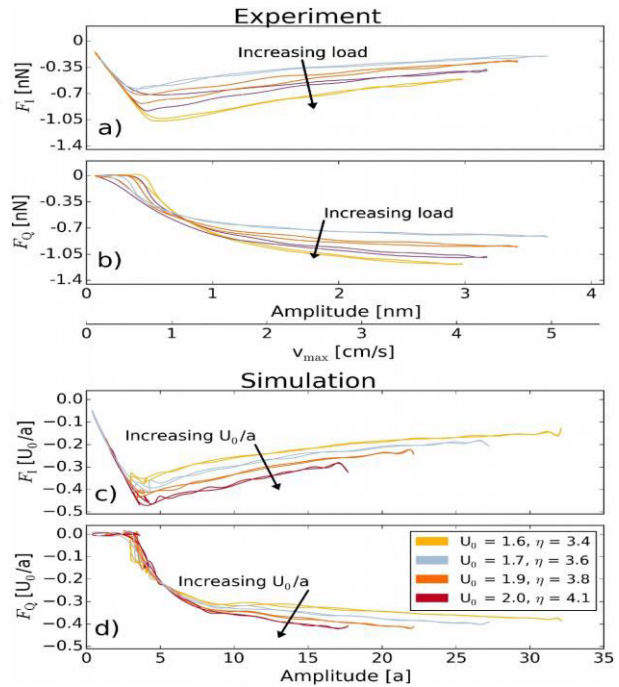 Experiment
0
-0.35
-0.7
-1.05
-1.4
F_I [nN]
Increasing load
a)
0
-0.35
-0.7
-1.05
-1.4
F_Q [nN]
Increasing load
b)
0 1 2 3 4
Amplitude [nm]
0 1 2 3 4 5
v_max [cm/s]
Simulation
0.0
−0.1
−0.2
−0.3
−0.4
−0.5
F_I [U_0/a]
Increasing U_0/a
c)
0.0
−0.1
−0.2
−0.3
−0.4
−0.5
F_Q [U_0/a]
Increasing U_0/a
d)
U_0 = 1.6, η = 3.4
U_0 = 1.7, η = 3.6
U_0 = 1.9, η = 3.8
U_0 = 2.0, η = 4.1
0 5 10 15 20 25 30 35
Amplitude [a]